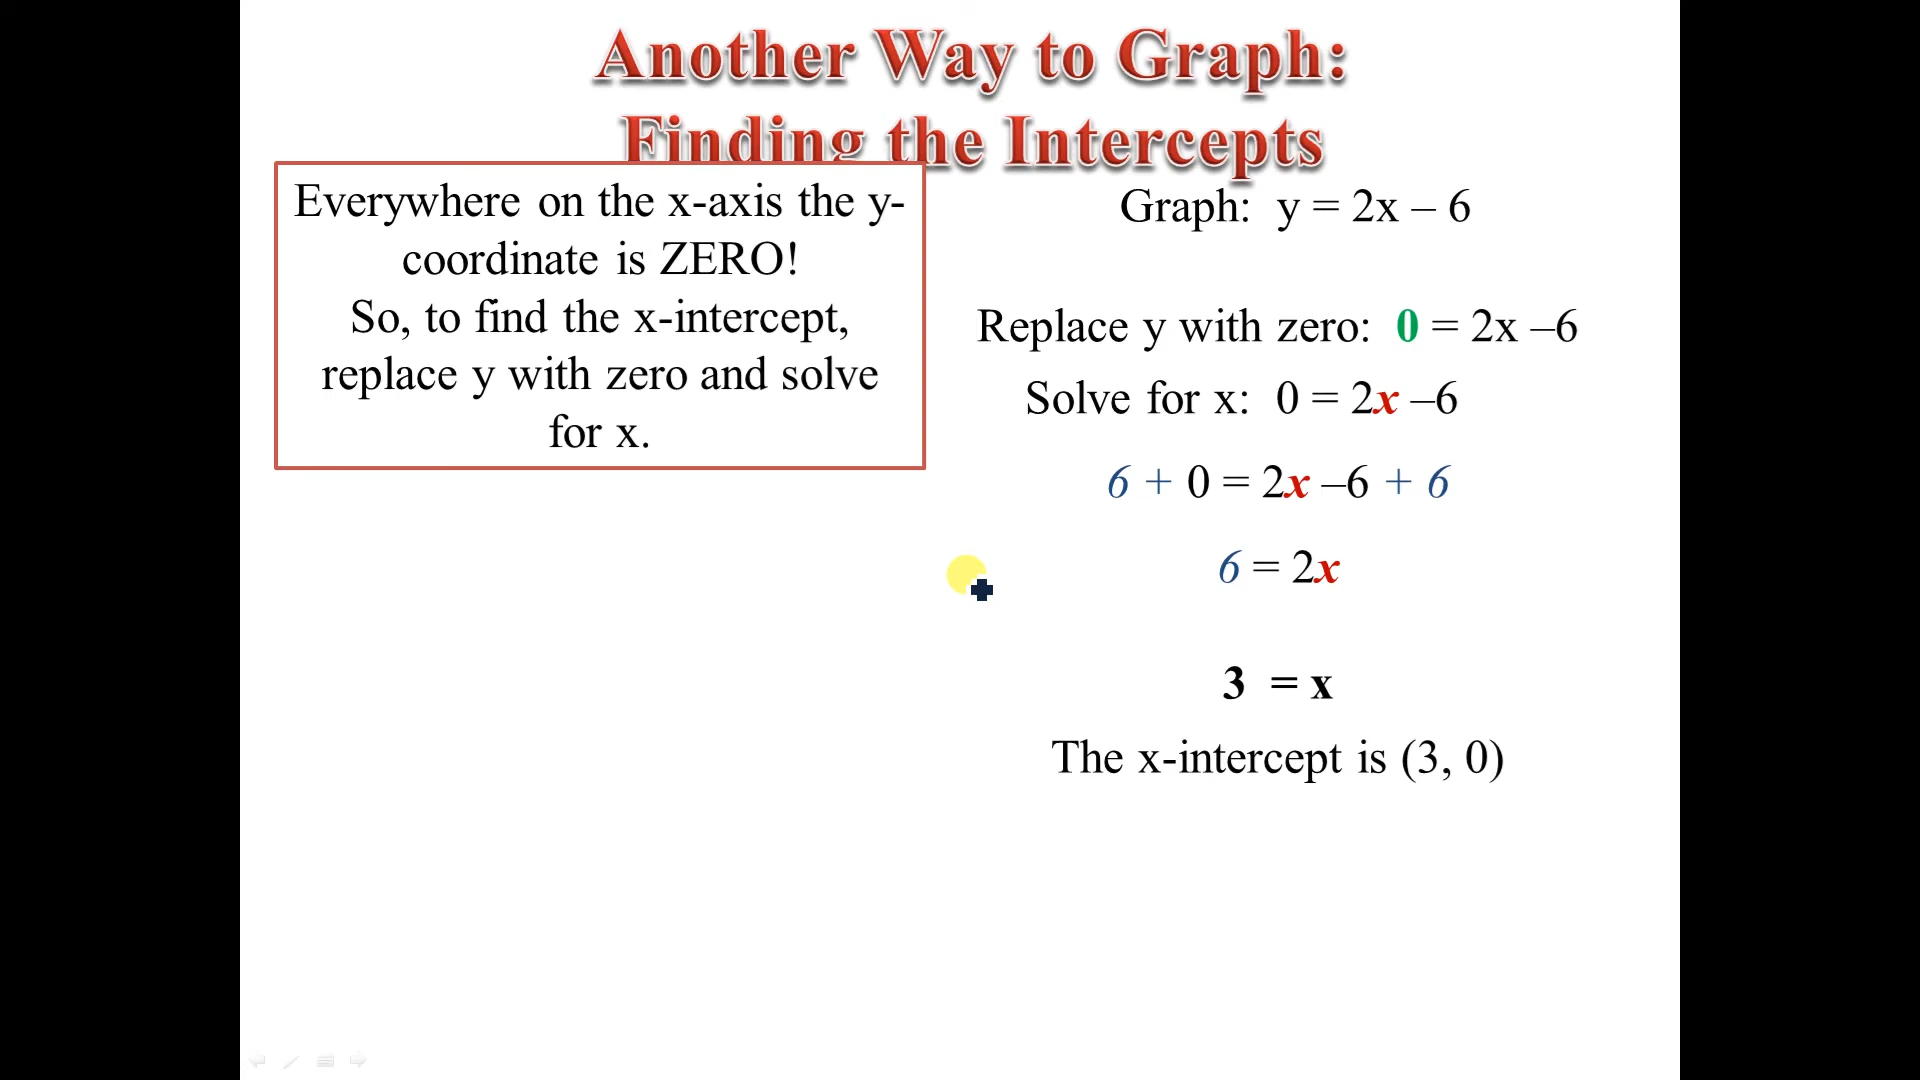 Another Way to Graph:
Finding the Intercepts
Everywhere on the x-axis the y-
coordinate is ZERO!
So, to find the x-intercept,
replace y with zero and solve
for x.
Graph: y = 2x – 6
Replace y with zero: 0 = 2x –6
Solve for x: 0 = 2x –6
6 + 0 = 2x –6 + 6
6 = 2x
3 = x
The x-intercept is (3, 0)